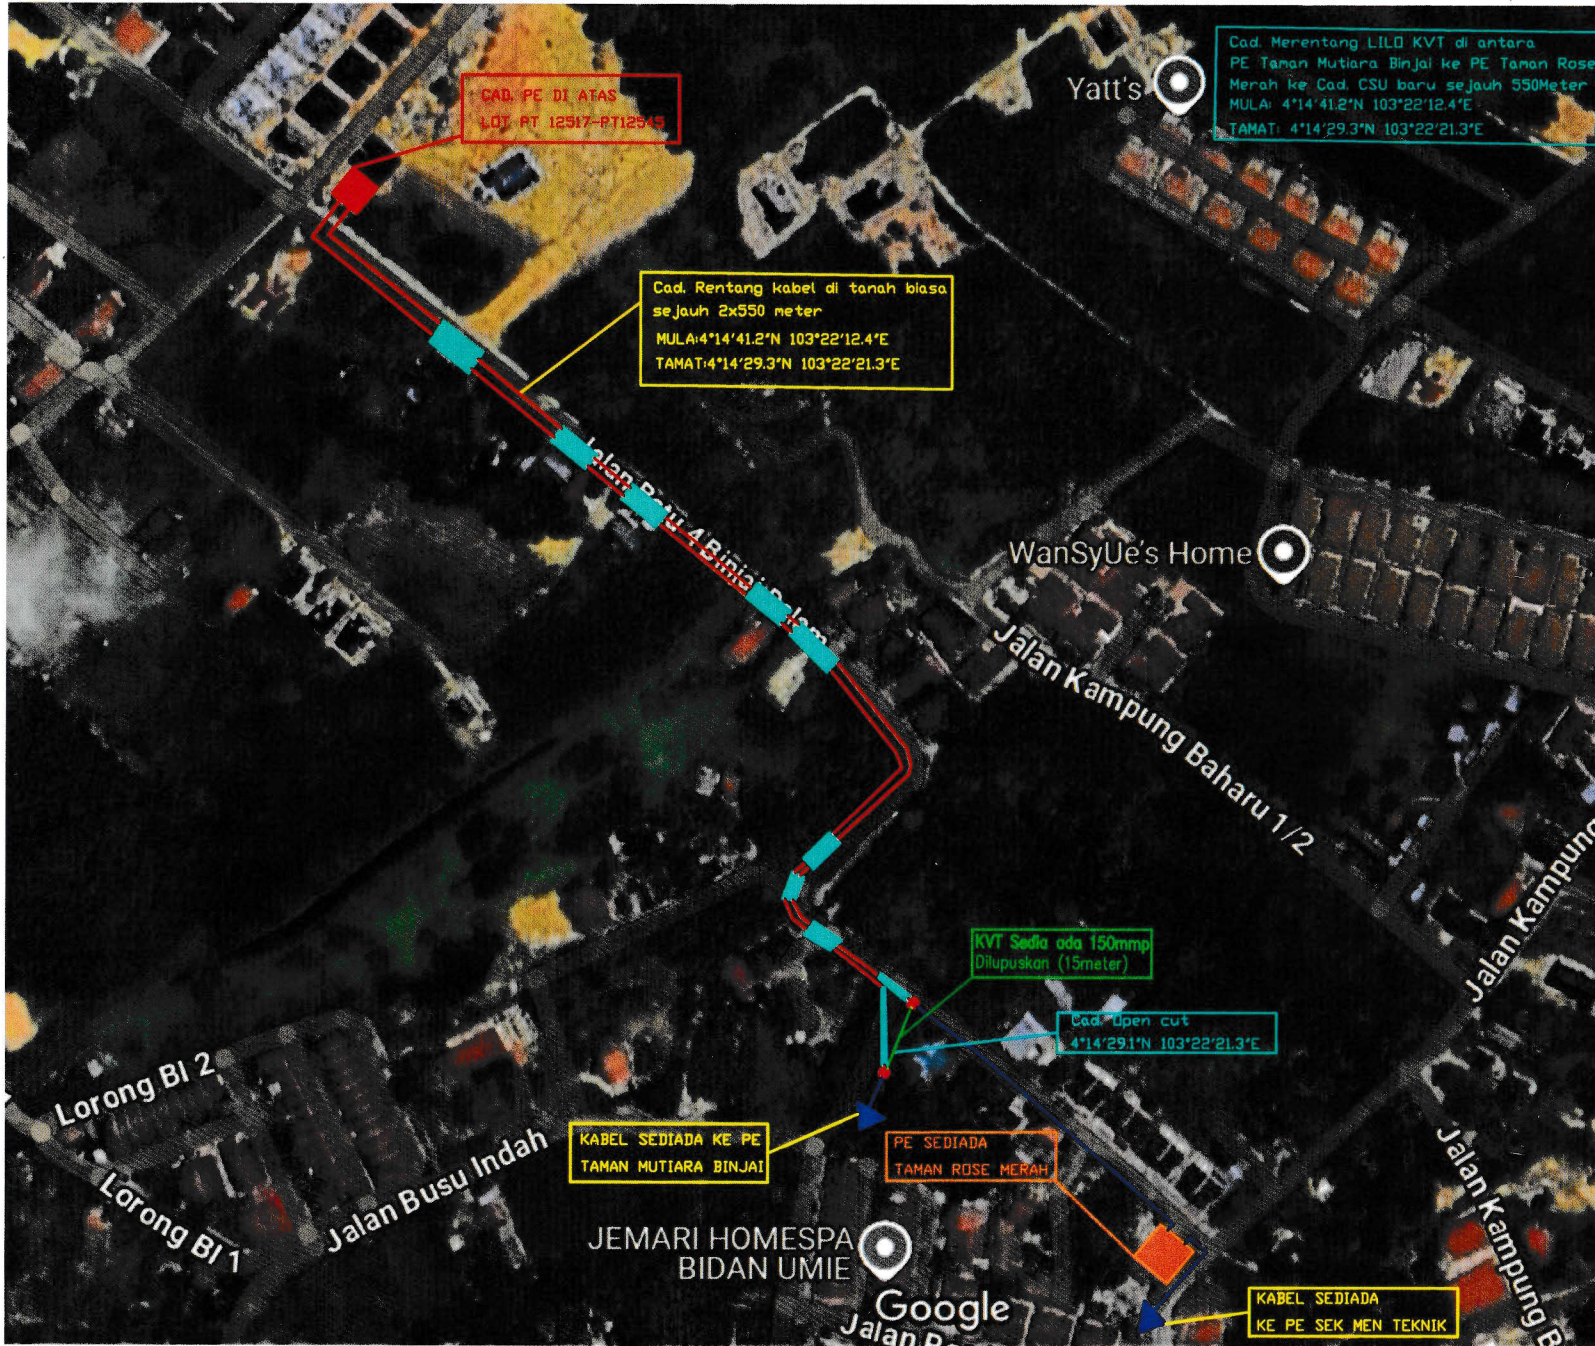 Cad. Merentang LILO KVT di antara
PE Taman Mutiara Binjai ke PE Taman Rose
Merah ke Cad. CSU baru sejauh 550Meter
MULA: 4°14'41.2"N 103°22'12.4"E
TAMAT: 4°14'29.3"N 103°22'21.3"E
Yatt's
CAD. PE DI ATAS
LOT PT 12517-PT12545
Cad. Rentang kabel di tanah biasa
sejauh 2x550 meter
MULA:4°14'41.2"N 103°22'12.4"E
TAMAT:4°14'29.3"N 103°22'21.3"E
Jalan
WanSyUe's Home
Jalan Kampung Baharu 1/2
Jalan Kampung
KVT Sedia ada 150mmp
Dilupuskan (15meter)
Cad. Open cut
4°14'29.1"N 103°22'21.3"E
Lorong BI 2
KABEL SEDIADA KE PE
TAMAN MUTIARA BINJAI
PE SEDIADA
TAMAN ROSE MERAH
Lorong BI 1
Jalan Busu Indah
JEMARI HOMESPA
BIDAN UMIE
Google
Jalan
Jalan Kampung B
KABEL SEDIADA
KE PE SEK MEN TEKNIK